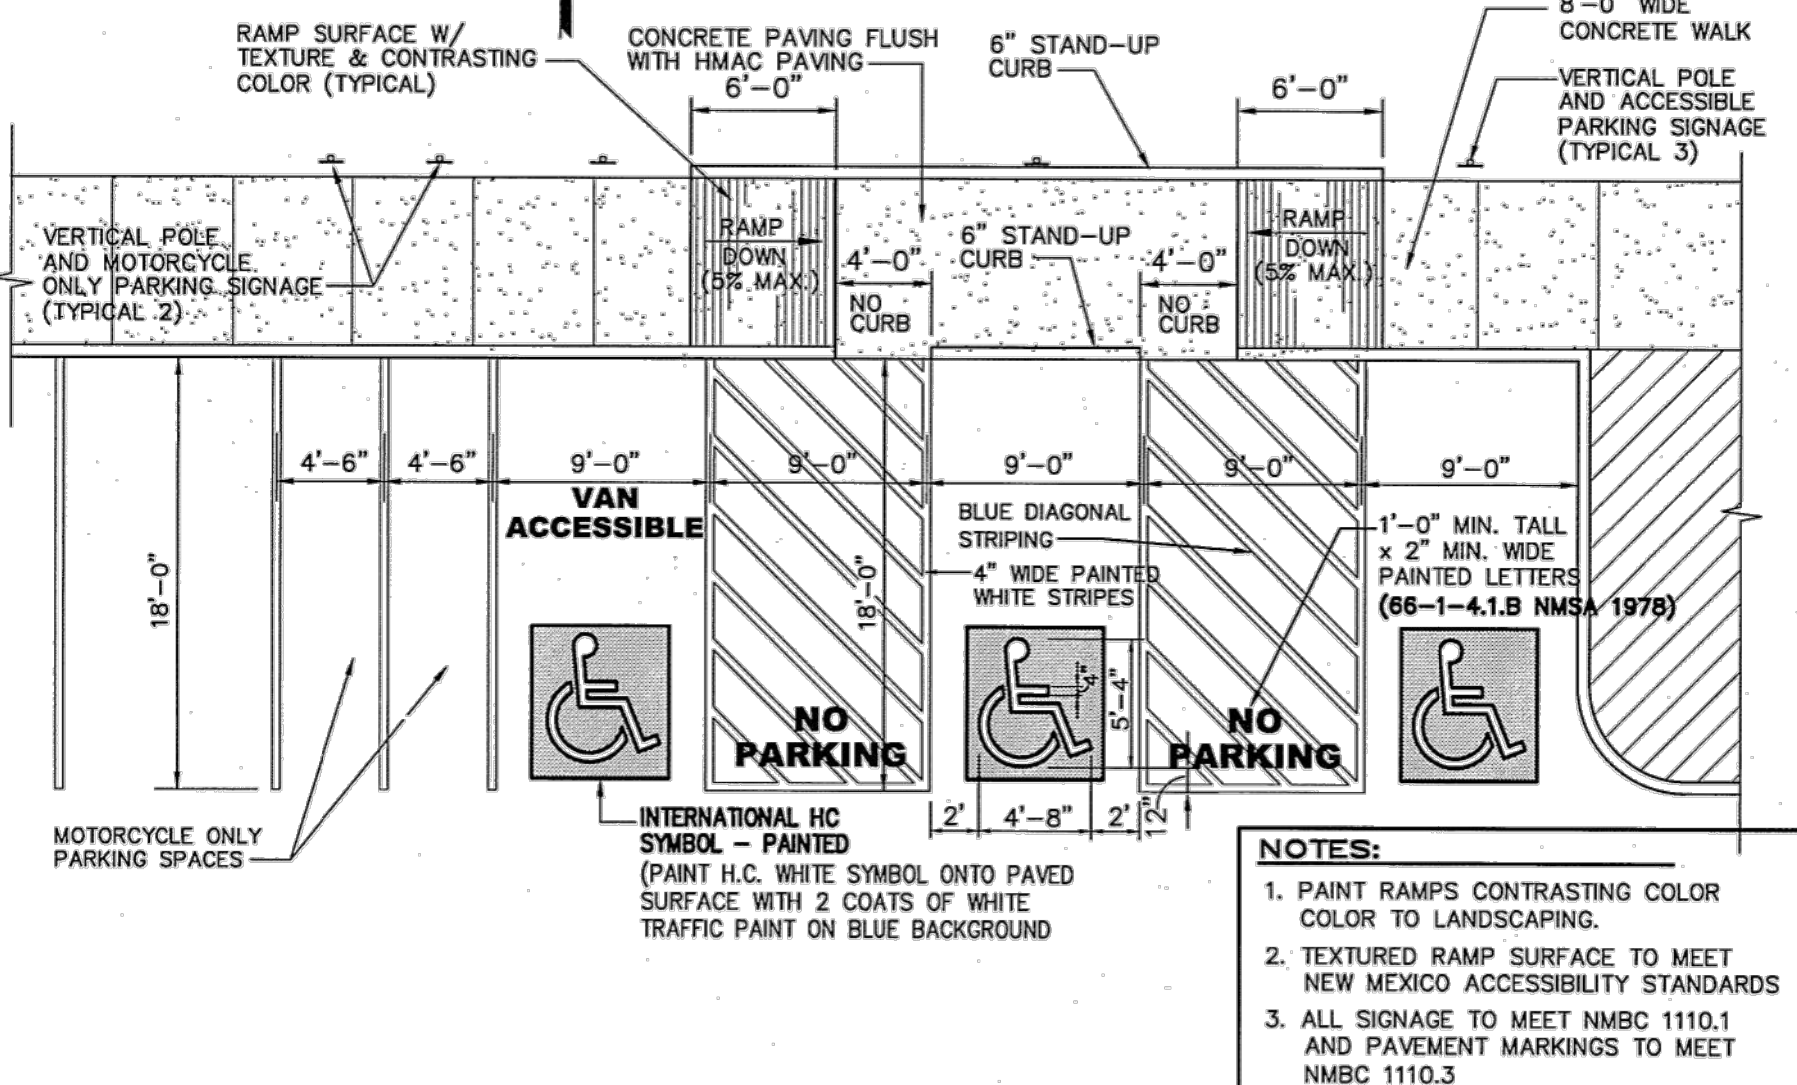 RAMP SURFACE W/
TEXTURE & CONTRASTING
COLOR (TYPICAL)
CONCRETE PAVING FLUSH
WITH HMAC PAVING
6'-0"
6" STAND-UP
CURB
6'-0"
8'-0" WIDE
CONCRETE WALK
VERTICAL POLE
AND ACCESSIBLE
PARKING SIGNAGE
(TYPICAL 3)
VERTICAL POLE
AND MOTORCYCLE
ONLY PARKING SIGNAGE
(TYPICAL 2)
RAMP
DOWN
(5% MAX.)
4'-0"
NO
CURB
6" STAND-UP
CURB
4'-0"
NO
CURB
RAMP
DOWN
(5% MAX.)
4'-6"
4'-6"
9'-0"
9'-0"
9'-0"
9'-0"
9'-0"
VAN
ACCESSIBLE
BLUE DIAGONAL
STRIPING
4" WIDE PAINTED
WHITE STRIPES
1'-0" MIN. TALL
x 2" MIN. WIDE
PAINTED LETTERS
(66-1-4.1.B NMSA 1978)
18'-0"
18'-0"
4"
5'-4"
NO
PARKING
NO
PARKING
2'
4'-8"
2'
12"
MOTORCYCLE ONLY
PARKING SPACES
INTERNATIONAL HC
SYMBOL - PAINTED
(PAINT H.C. WHITE SYMBOL ONTO PAVED
SURFACE WITH 2 COATS OF WHITE
TRAFFIC PAINT ON BLUE BACKGROUND
NOTES:
1. PAINT RAMPS CONTRASTING COLOR
COLOR TO LANDSCAPING.
2. TEXTURED RAMP SURFACE TO MEET
NEW MEXICO ACCESSIBILITY STANDARDS
3. ALL SIGNAGE TO MEET NMBC 1110.1
AND PAVEMENT MARKINGS TO MEET
NMBC 1110.3